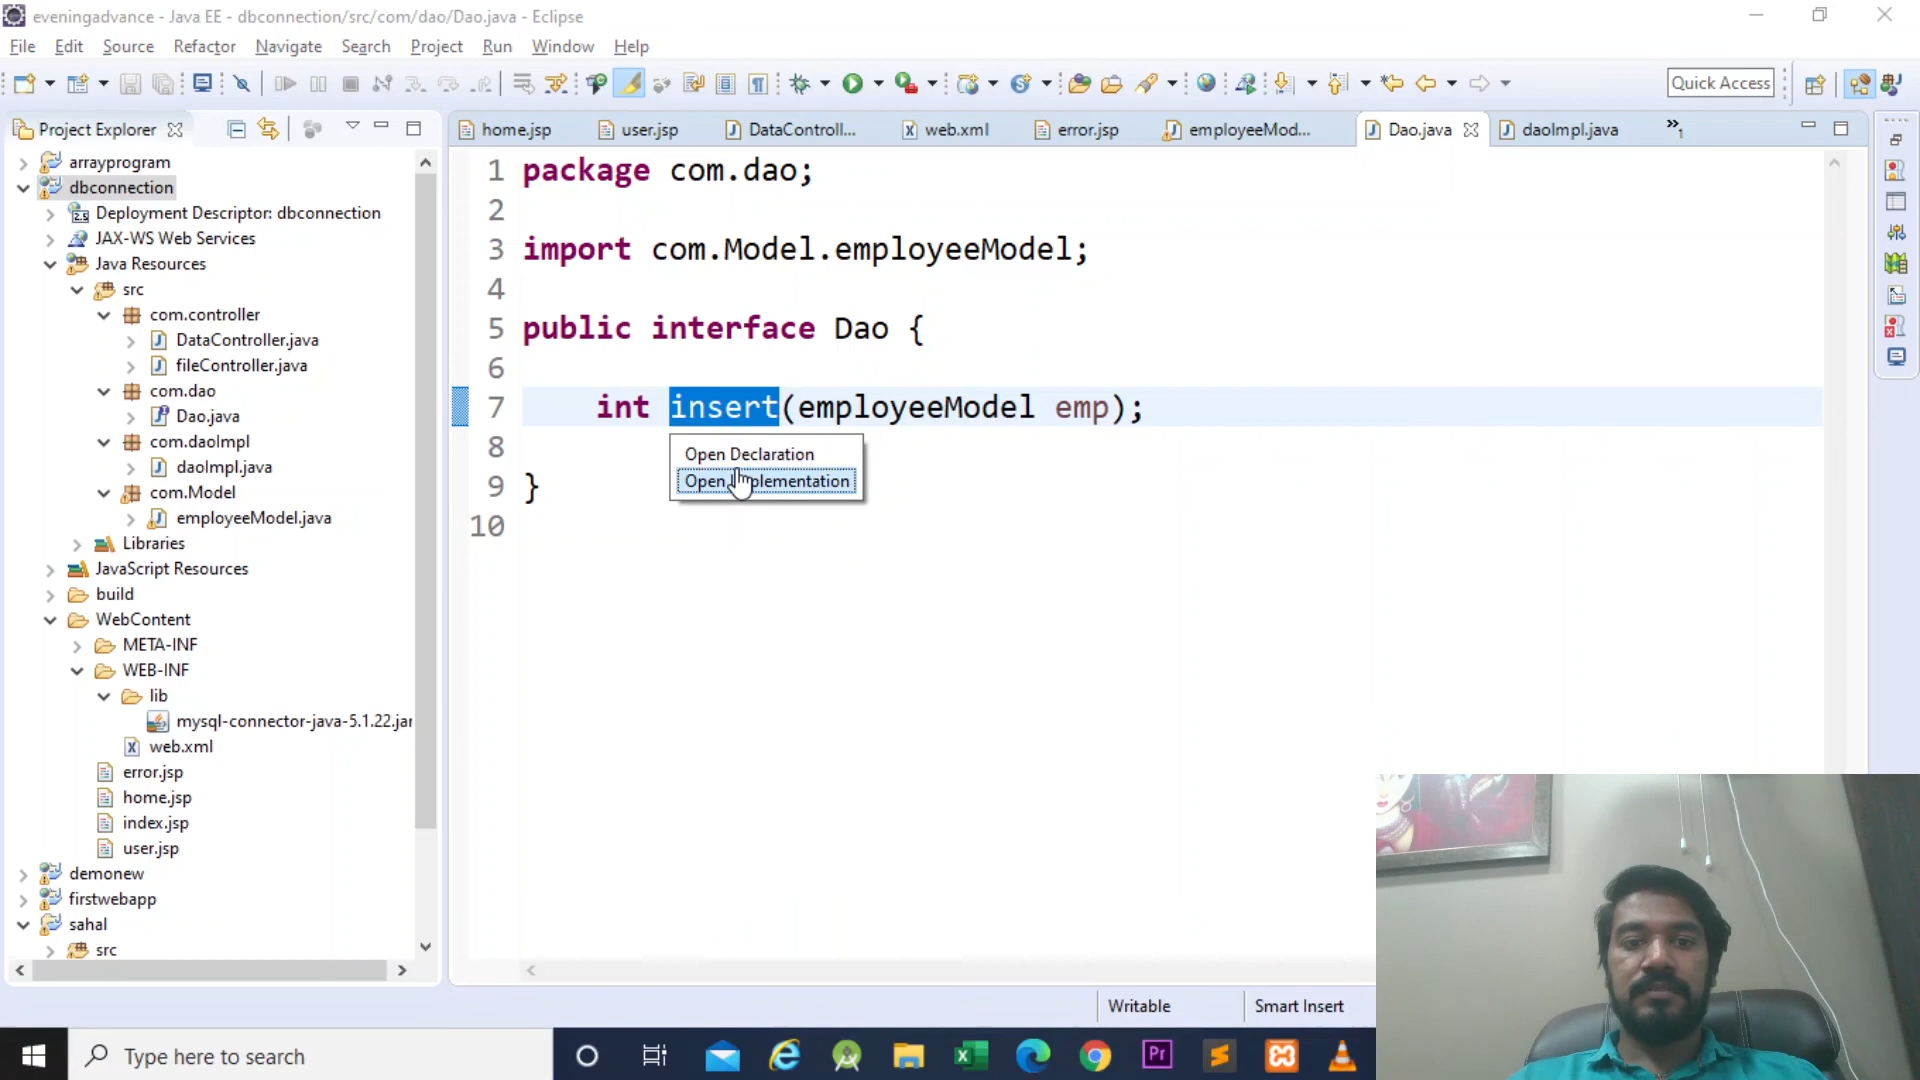 eveningadvance - Java EE - dbconnection/src/com/dao/Dao.java - Eclipse
File Edit Source Refactor Navigate Search Project Run Window Help
Quick Access
Project Explorer
home.jsp user.jsp DataControll... web.xml error.jsp employeeMod... Dao.java daoImpl.java »1
arrayprogram
dbconnection
Deployment Descriptor: dbconnection
JAX-WS Web Services
Java Resources
src
com.controller
DataController.java
fileController.java
com.dao
Dao.java
com.daoImpl
daoImpl.java
com.Model
employeeModel.java
Libraries
JavaScript Resources
build
WebContent
META-INF
WEB-INF
lib
mysql-connector-java-5.1.22.jar
web.xml
error.jsp
home.jsp
index.jsp
user.jsp
demonew
firstwebapp
sahal
src
1 package com.dao;
2
3 import com.Model.employeeModel;
4
5 public interface Dao {
6
7 int insert(employeeModel emp);
8
9 }
10
Open Declaration
Open Implementation
Writable Smart Insert
Type here to search
Pr